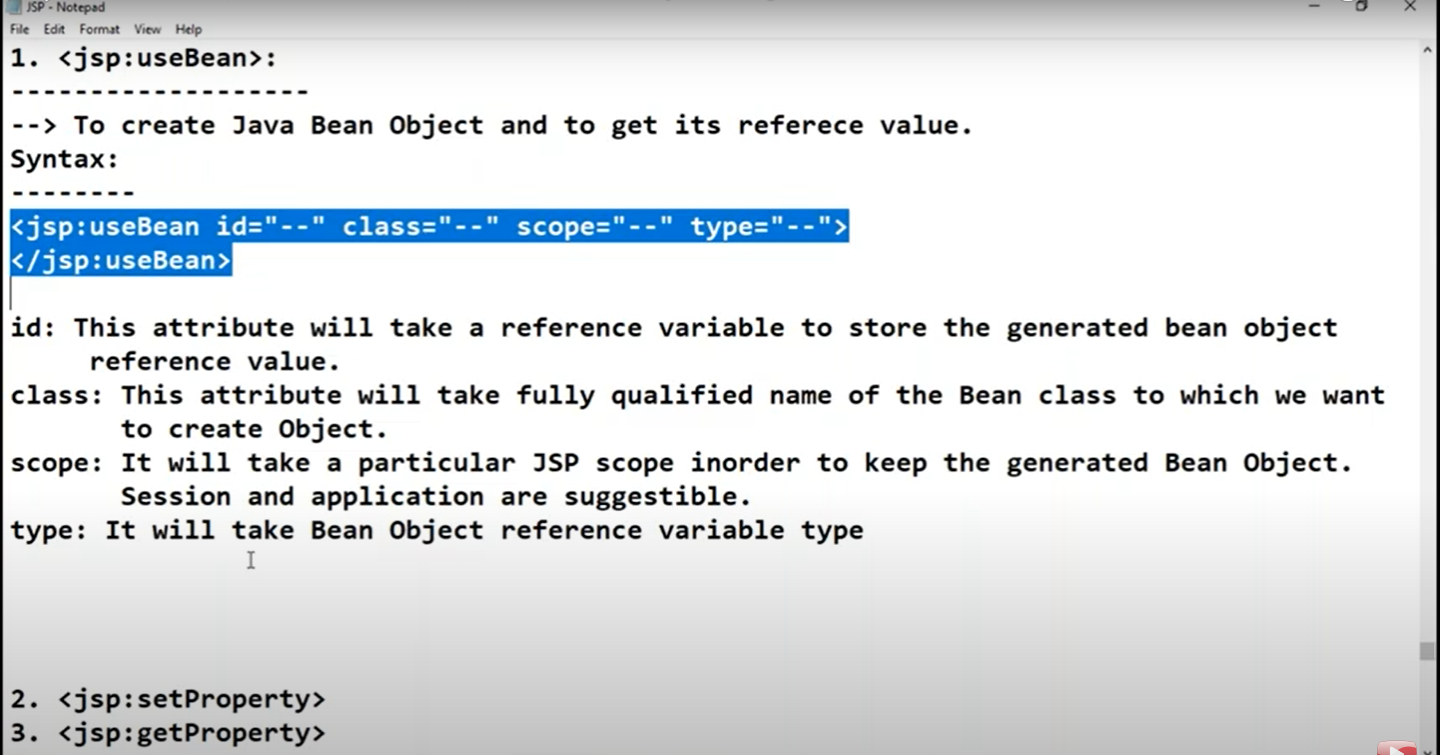 JSP - Notepad
File Edit Format View Help
1. <jsp:useBean>:
-------------------
--> To create Java Bean Object and to get its referece value.
Syntax:
--------
<jsp:useBean id="--" class="--" scope="--" type="--">
</jsp:useBean>
id: This attribute will take a reference variable to store the generated bean object
reference value.
class: This attribute will take fully qualified name of the Bean class to which we want
to create Object.
scope: It will take a particular JSP scope inorder to keep the generated Bean Object.
Session and application are suggestible.
type: It will take Bean Object reference variable type
2. <jsp:setProperty>
3. <jsp:getProperty>